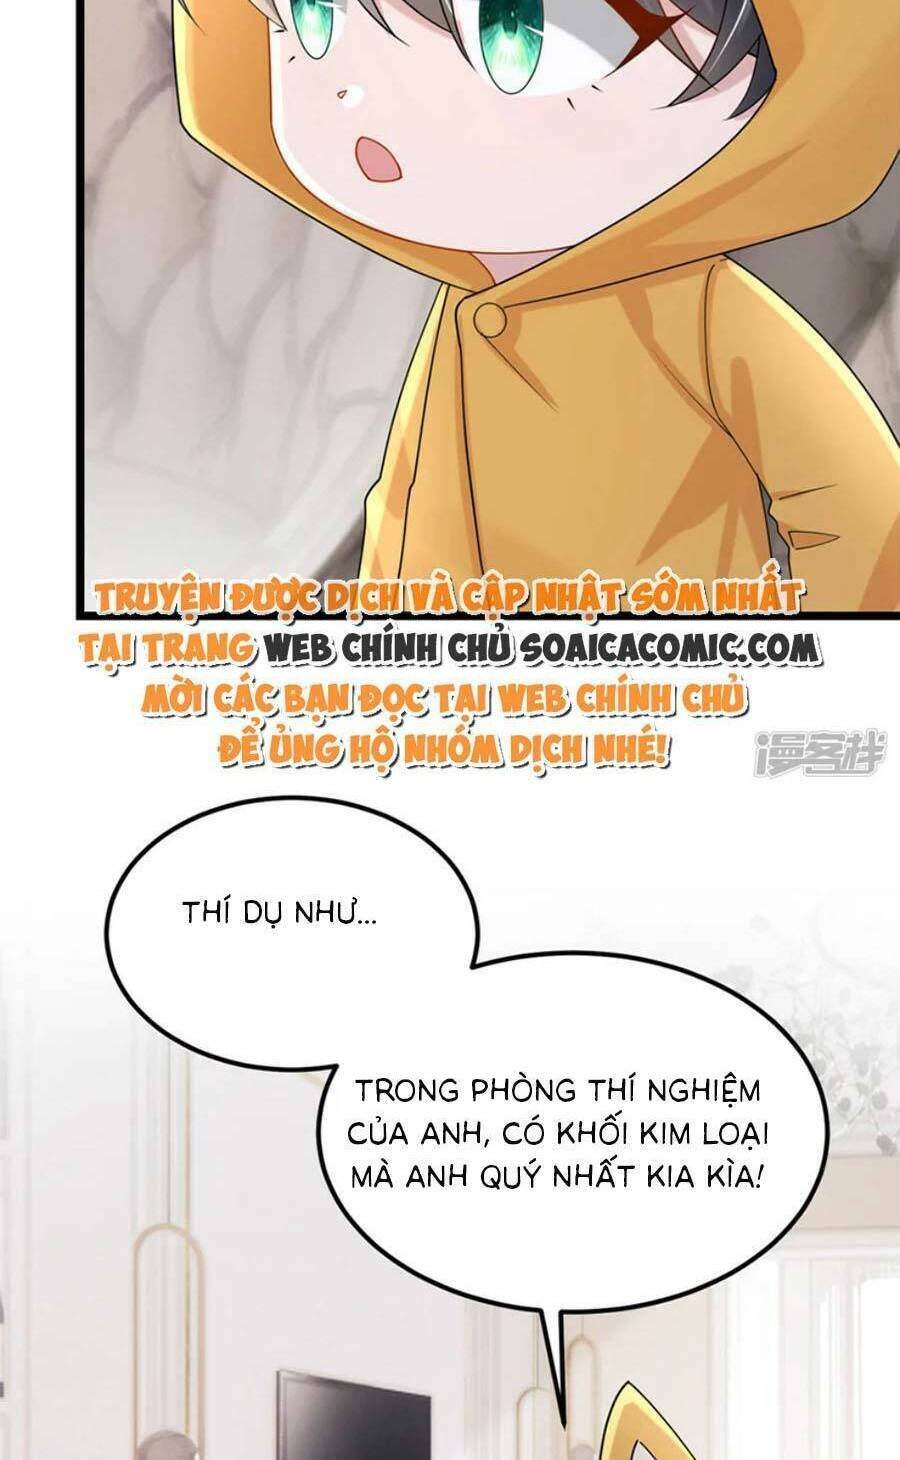 TRUYỆN ĐƯỢC DỊCH VÀ CẬP NHẬT SỚM NHẤT
TẠI TRANG WEB CHÍNH CHỦ SOAICACOMIC.COM
MỜI CÁC BẠN ĐỌC TẠI WEB CHÍNH CHỦ
ĐỂ ỦNG HỘ NHÓM DỊCH NHÉ!
漫客栈
THÍ DỤ NHƯ...
TRONG PHÒNG THÍ NGHIỆM
CỦA ANH, CÓ KHỐI KIM LOẠI
MÀ ANH QUÝ NHẤT KIA KÌA!